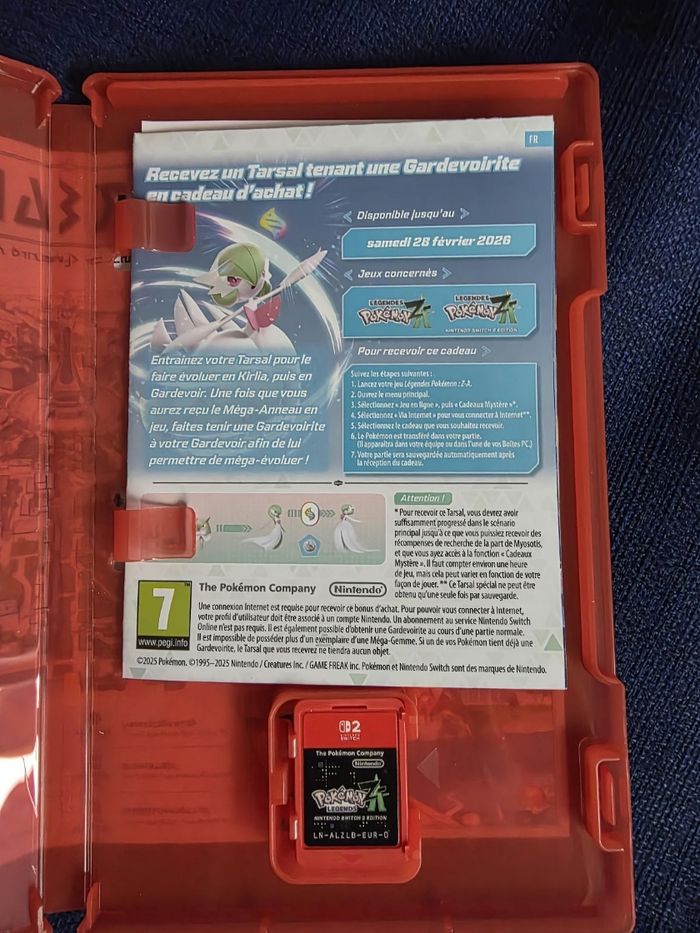 FR
Recevez un Tarsal tenant une Gardevoirite
en cadeau d'achat !
Disponible jusqu'au
samedi 28 février 2026
Jeux concernés
LÉGENDES
POKÉMON ZA
LÉGENDES
POKÉMON ZA
NINTENDO SWITCH 2 EDITION
Pour recevoir ce cadeau
Entraînez votre Tarsal pour le
faire évoluer en Kirlia, puis en
Gardevoir. Une fois que vous
aurez reçu le Méga-Anneau en
jeu, faites tenir une Gardevoirite
à votre Gardevoir afin de lui
permettre de méga-évoluer !
Suivez les étapes suivantes :
1. Lancez votre jeu Légendes Pokémon : Z-A.
2. Ouvrez le menu principal.
3. Sélectionnez « Jeu en ligne », puis « Cadeaux Mystère »*.
4. Sélectionnez « Via Internet » pour vous connecter à Internet**.
5. Sélectionnez le cadeau que vous souhaitez recevoir.
6. Le Pokémon est transféré dans votre partie.
(Il apparaîtra dans votre équipe ou dans l'une de vos Boîtes PC.)
7. Votre partie sera sauvegardée automatiquement après
la réception du cadeau.
Attention !
* Pour recevoir ce Tarsal, vous devrez avoir
suffisamment progressé dans le scénario
principal jusqu'à ce que vous puissiez recevoir des
récompenses de recherche de la part de Myosotis,
et que vous ayez accès à la fonction « Cadeaux
Mystère ». Il faut compter environ une heure
de jeu, mais cela peut varier en fonction de votre
façon de jouer. ** Ce Tarsal spécial ne peut être
obtenu qu'une seule fois par sauvegarde.
7
www.pegi.info
The Pokémon Company
Nintendo
Une connexion Internet est requise pour recevoir ce bonus d'achat. Pour pouvoir vous connecter à Internet,
votre profil d'utilisateur doit être associé à un compte Nintendo. Un abonnement au service Nintendo Switch
Online n'est pas requis. Il est également possible d'obtenir une Gardevoirite au cours d'une partie normale.
Il est impossible de posséder plus d'un exemplaire d'une Méga-Gemme. Si un de vos Pokémon tient déjà une
Gardevoirite, le Tarsal que vous recevrez ne tiendra aucun objet.
©2025 Pokémon. ©1995–2025 Nintendo / Creatures Inc. / GAME FREAK inc. Pokémon et Nintendo Switch sont des marques de Nintendo.
2
The Pokémon Company
Nintendo
POKÉMON ZA
LEGENDS
NINTENDO SWITCH 2 EDITION
LN-ALZLB-EUR-0